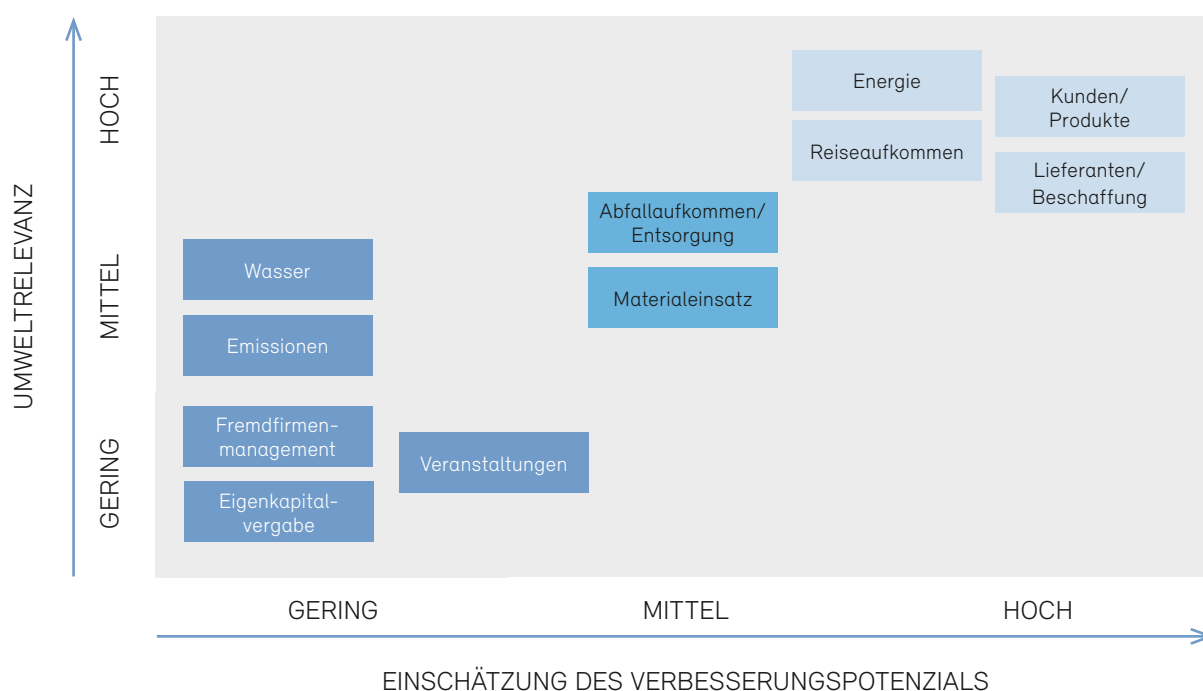 UMWELTRELEVANZ
HOCH
MITTEL
GERING
Energie
Kunden/
Produkte
Reiseaufkommen
Lieferanten/
Beschaffung
Abfallaufkommen/
Entsorgung
Wasser
Materialeinsatz
Emissionen
Fremdfirmen-
management
Veranstaltungen
Eigenkapital-
vergabe
GERING
MITTEL
HOCH
EINSCHÄTZUNG DES VERBESSERUNGSPOTENZIALS